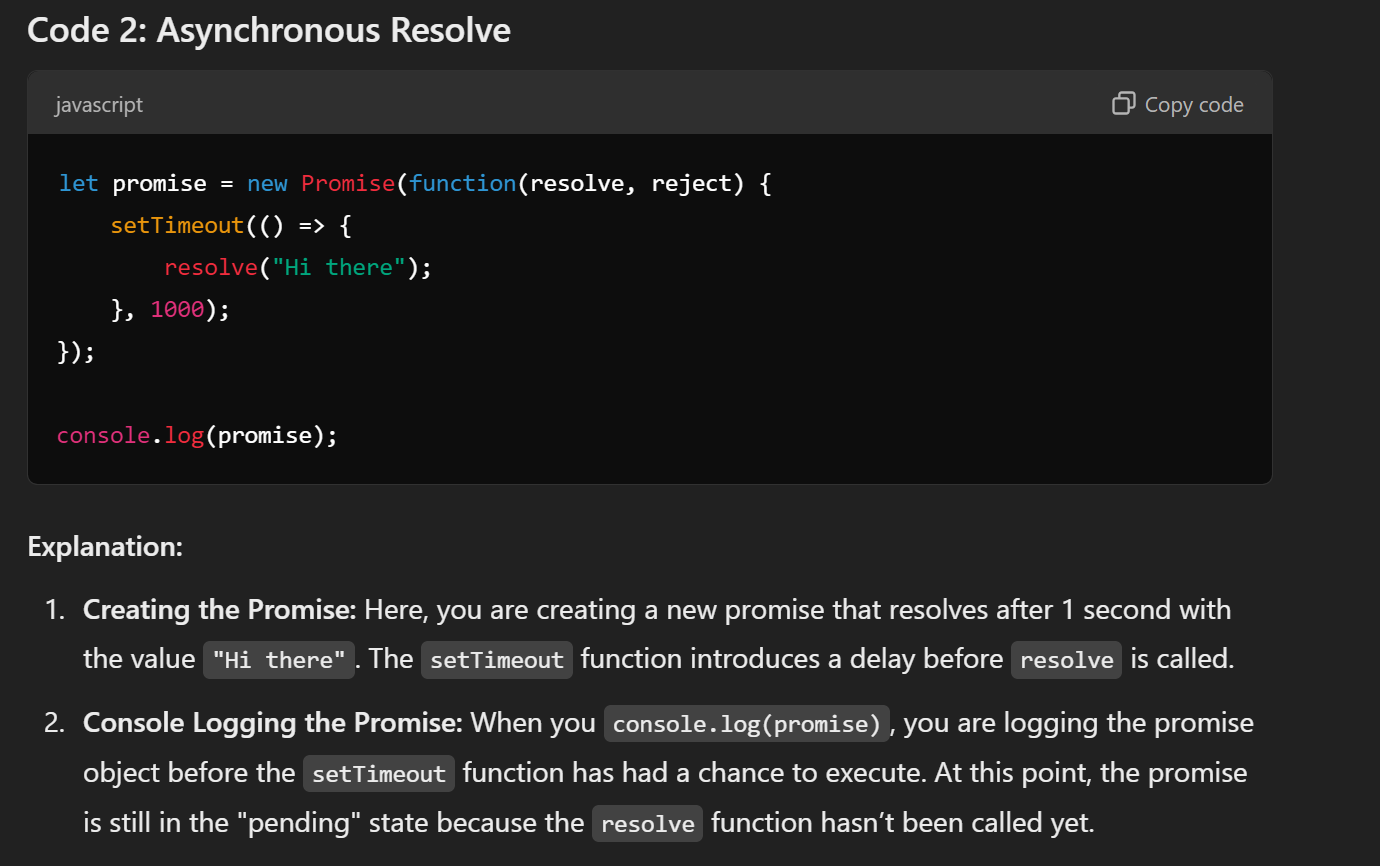 Code 2: Asynchronous Resolve
javascript
Copy code
let promise = new Promise(function(resolve, reject) {
    setTimeout(() => {
        resolve("Hi there");
    }, 1000);
});
console.log(promise);
Explanation:
1. Creating the Promise: Here, you are creating a new promise that resolves after 1 second with
the value "Hi there". The setTimeout function introduces a delay before resolve is called.
2. Console Logging the Promise: When you console.log(promise), you are logging the promise
object before the setTimeout function has had a chance to execute. At this point, the promise
is still in the "pending" state because the resolve function hasn’t been called yet.